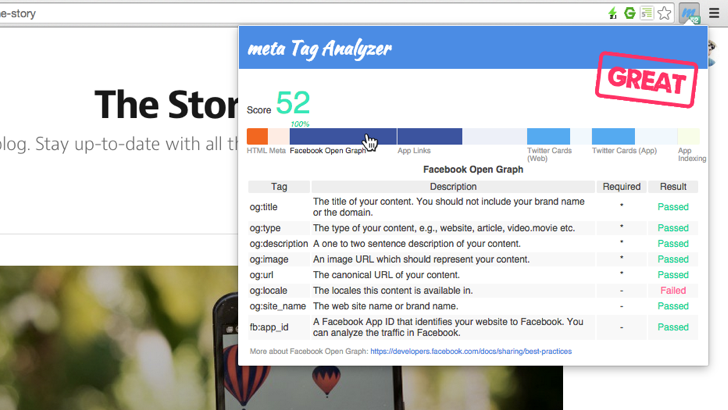 e-story
meta Tag Analyzer
GREAT
The Stor
Score 52
log. Stay up-to-date with all th
100%
HTML Meta
Facebook Open Graph
App Links
Twitter Cards
(Web)
Twitter Cards (App)
App
Indexing
Facebook Open Graph
Tag Description Required Result
og:title The title of your content. You should not include your brand name
or the domain. * Passed
og:type The type of your content, e.g., website, article, video.movie etc. * Passed
og:description A one to two sentence description of your content. * Passed
og:image An image URL which should represent your content. * Passed
og:url The canonical URL of your content. * Passed
og:locale The locales this content is available in. - Failed
og:site_name The web site name or brand name. - Passed
fb:app_id A Facebook App ID that identifies your website to Facebook. You
can analyze the traffic in Facebook. - Passed
More about Facebook Open Graph: https://developers.facebook.com/docs/sharing/best-practices